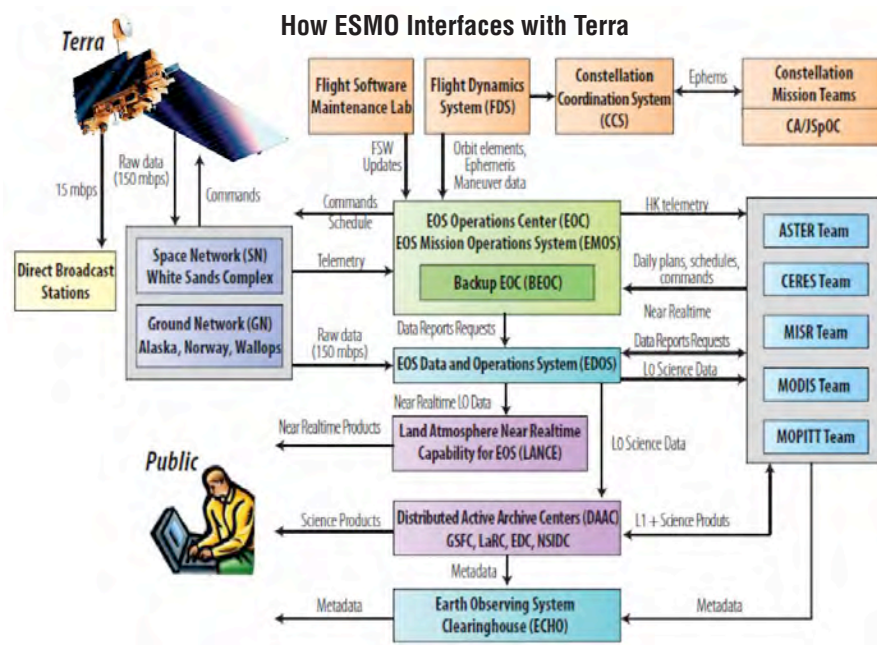 How ESMO Interfaces with Terra
Terra
Flight Software
Maintenance Lab
Flight Dynamics
System (FDS)
Constellation
Coordination System
(CCS)
Ephems
Constellation
Mission Teams
CA/JSpOC
15 mbps
Raw data
(150 mbps)
Commands
FSW
Updates
Orbit elements,
Ephemeris
Maneuver data
Commands
Schedule
EOS Operations Center (EOC)
EOS Mission Operations System (EMOS)
Backup EOC (BEOC)
HK telemetry
ASTER Team
Direct Broadcast
Stations
Space Network (SN)
White Sands Complex
Telemetry
Daily plans, schedules,
commands
CERES Team
Near Realtime
Ground Network (GN)
Alaska, Norway, Wallops
Raw data
(150 mbps)
Data Reports Requests
MISR Team
Data Reports Requests
EOS Data and Operations System (EDOS)
L0 Science Data
MODIS Team
Near Realtime L0 Data
Near Realtime Products
Land Atmosphere Near Realtime
Capability for EOS (LANCE)
L0 Science Data
MOPITT Team
Public
Science Products
Distributed Active Archive Centers (DAAC)
GSFC, LaRC, EDC, NSIDC
L1 + Science Produts
Metadata
Metadata
Earth Observing System
Clearinghouse (ECHO)
Metadata